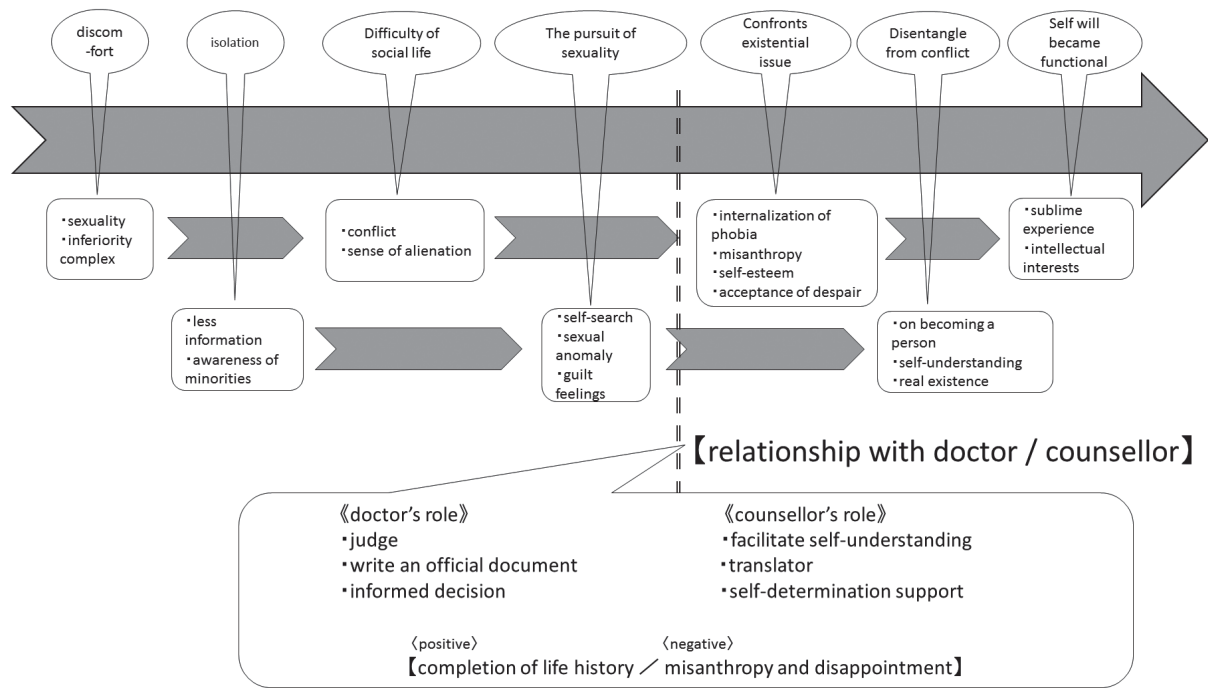 discom
-fort
isolation
Difficulty of
social life
The pursuit of
sexuality
Confronts
existential
issue
Disentangle
from conflict
Self will
became
functional
・sexuality
・inferiority
complex
・conflict
・sense of alienation
・internalization of
phobia
・misanthropy
・self-esteem
・acceptance of despair
・sublime
experience
・intellectual
interests
・less
information
・awareness of
minorities
・self-search
・sexual
anomaly
・guilt
feelings
・on becoming a
person
・self-understanding
・real existence
【relationship with doctor / counsellor】
《doctor’s role》
・judge
・write an official document
・informed decision
《counsellor’s role》
・facilitate self-understanding
・translator
・self-determination support
〈positive〉 〈negative〉
【completion of life history ／ misanthropy and disappointment】